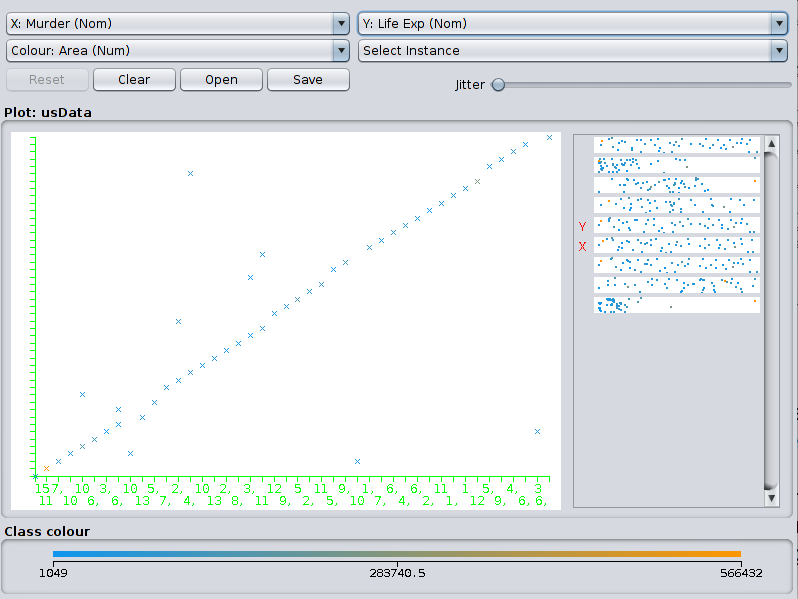 X: Murder (Nom)
Y: Life Exp (Nom)
Colour: Area (Num)
Select Instance
Reset
Clear
Open
Save
Jitter
Plot: usData
Y
X
157, 10 3, 10 5, 2, 10 2, 3, 12 5, 11 9, 1, 6, 6, 11 1 5, 4, 3
11 10 6, 6, 13 7, 4, 13 8, 11 9, 2, 5, 10 7, 4, 2, 1, 12 9, 6, 6,
Class colour
1049
283740.5
566432